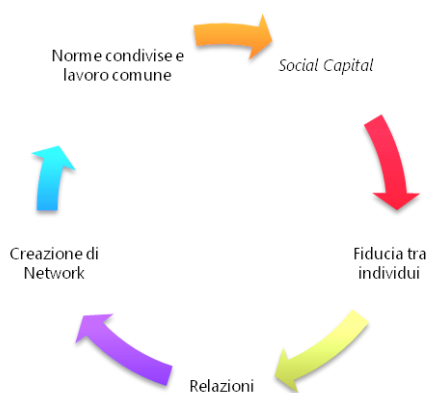 Norme condivise e
lavoro comune
Social Capital
Fiducia tra
individui
Relazioni
Creazione di
Network